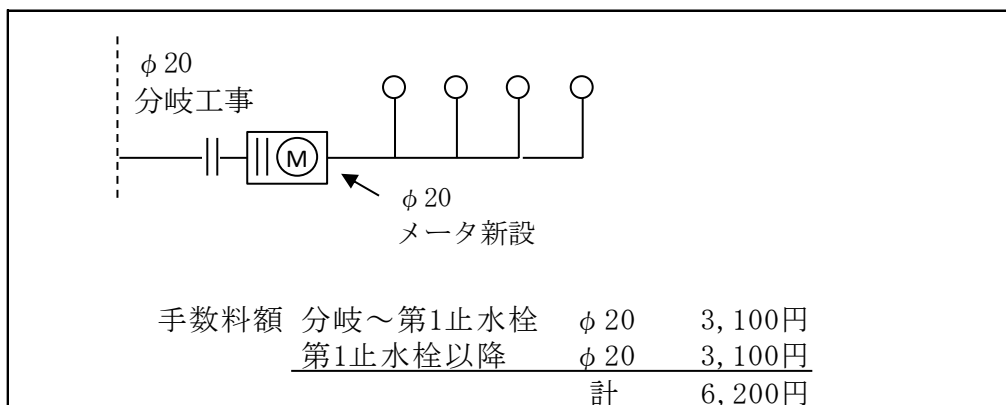 φ20
分岐工事
M
φ20
メータ新設
手数料額 分岐～第1止水栓 φ20 3,100円
第1止水栓以降 φ20 3,100円
計 6,200円